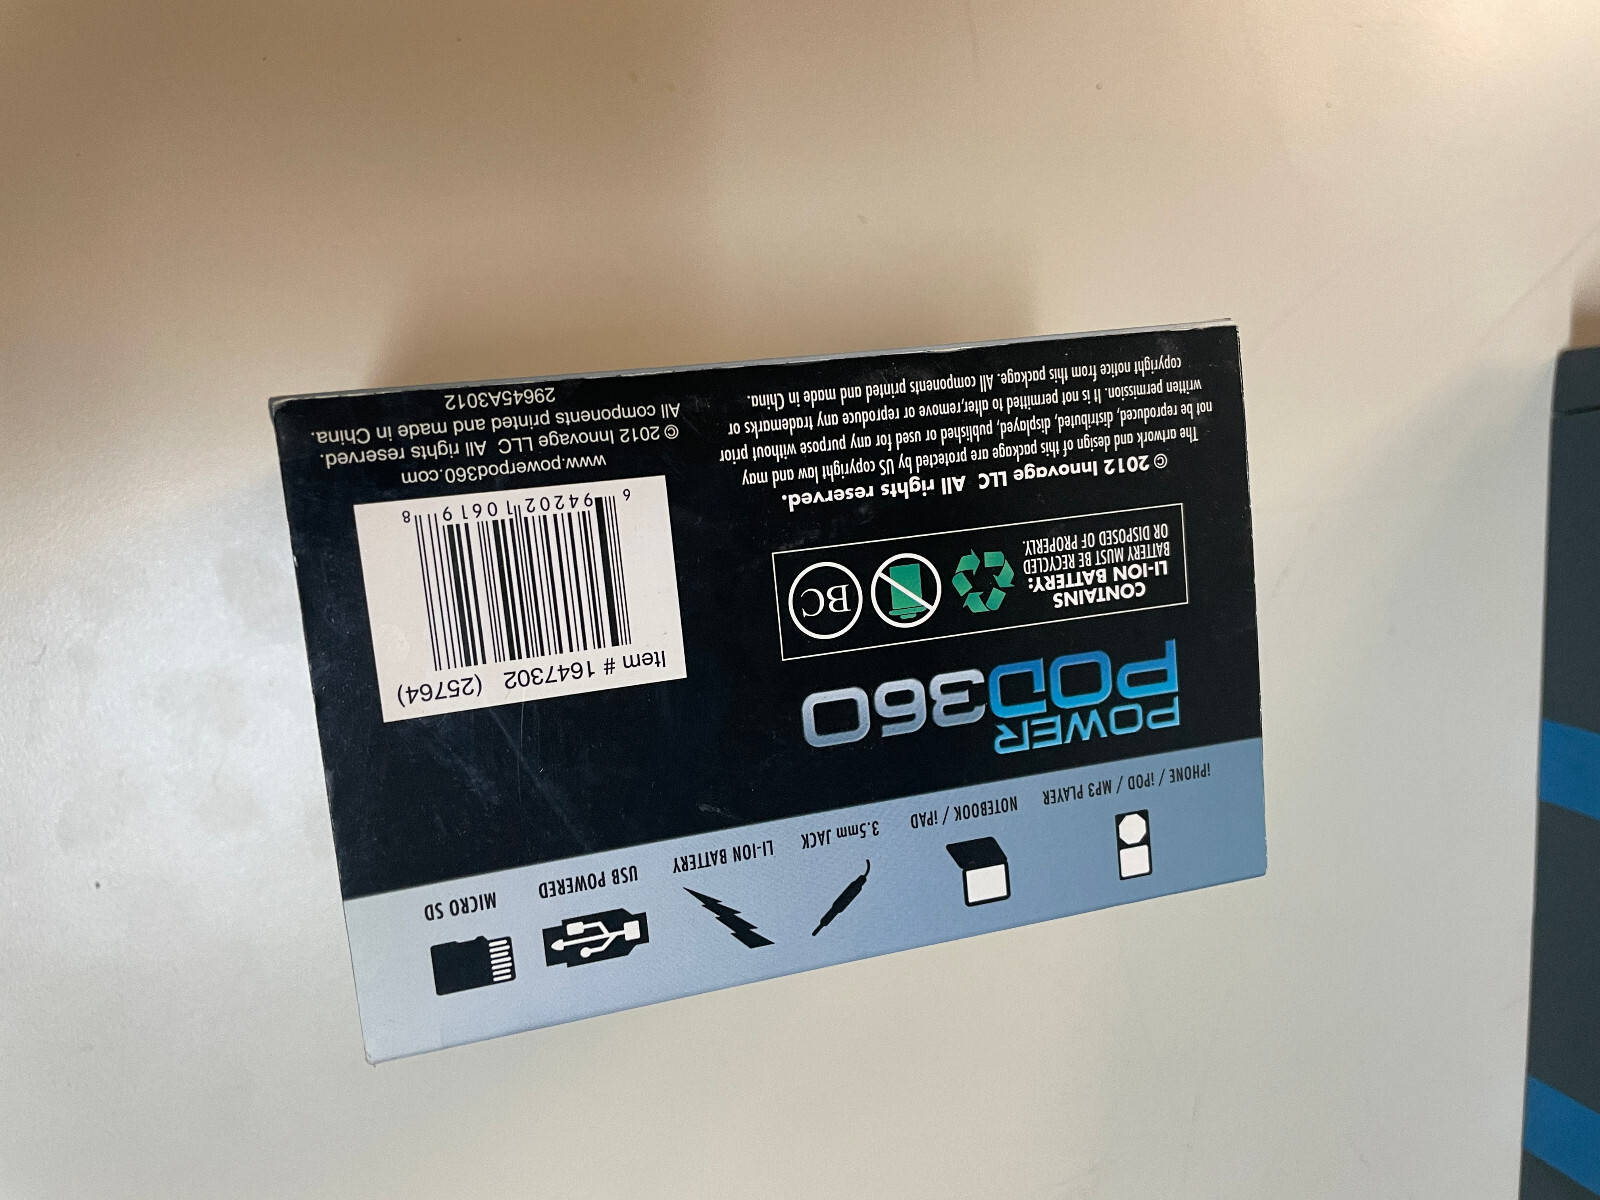 iPHONE / iPOD / MP3 PLAYER
NOTEBOOK / iPAD
3.5mm JACK
LI-ION BATTERY
USB POWERED
MICRO SD
POWER
POD360
CONTAINS
LI-ION BATTERY:
BATTERY MUST BE RECYCLED
OR DISPOSED OF PROPERLY.
BC
© 2012 Innovage LLC All rights reserved.
The artwork and design of this package are protected by US copyright law and may
not be reproduced, distributed, displayed, published or used for any purpose without prior
written permission. It is not permitted to alter,remove or reproduce any trademarks or
copyright notice from this package. All components printed and made in China.
Item # 1647302 (25764)
6 94202 10619 8
www.powerpod360.com
© 2012 Innovage LLC All rights reserved.
All components printed and made in China.
29645A3012